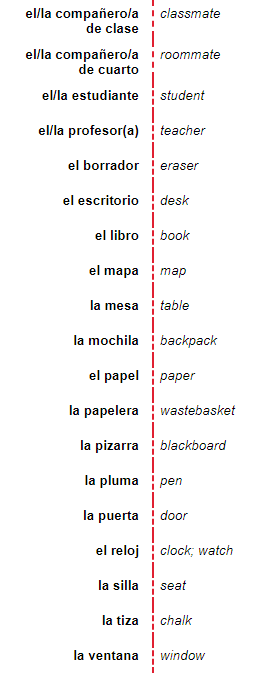 el/la compañero/a classmate
de clase
el/la compañero/a roommate
de cuarto
el/la estudiante student
el/la profesor(a) teacher
el borrador eraser
el escritorio desk
el libro book
el mapa map
la mesa table
la mochila backpack
el papel paper
la papelera wastebasket
la pizarra blackboard
la pluma pen
la puerta door
el reloj clock; watch
la silla seat
la tiza chalk
la ventana window